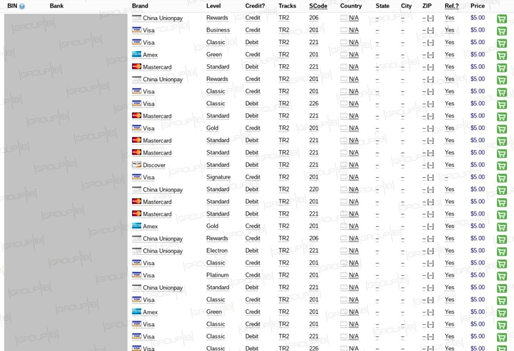 BIN Bank Brand Level Credit? Tracks SCode Country State City ZIP Ref.? Price
China Unionpay Rewards Credit TR2 206 N/A – – – [–] Yes $5.00
Visa Business Credit TR2 201 N/A – – – [–] Yes $5.00
Visa Classic Debit TR2 221 N/A – – – [–] Yes $5.00
Amex Green Credit TR2 201 N/A – – – [–] Yes $5.00
Mastercard Standard Debit TR2 221 N/A – – – [–] Yes $5.00
China Unionpay Rewards Credit TR2 201 N/A – – – [–] Yes $5.00
Visa Classic Credit TR2 201 N/A – – – [–] Yes $5.00
Visa Classic Debit TR2 226 N/A – – – [–] Yes $5.00
Mastercard Standard Debit TR2 221 N/A – – – [–] Yes $5.00
Visa Gold Credit TR2 201 N/A – – – [–] Yes $5.00
Mastercard Standard Debit TR2 221 N/A – – – [–] Yes $5.00
Mastercard Standard Debit TR2 221 N/A – – – [–] Yes $5.00
Discover Standard Debit TR2 221 N/A – – – [–] Yes $5.00
Visa Signature Credit TR2 201 N/A – – – [–] – $5.00
China Unionpay Standard Debit TR2 220 N/A – – – [–] Yes $5.00
Mastercard Standard Debit TR2 201 N/A – – – [–] Yes $5.00
Mastercard Standard Debit TR2 221 N/A – – – [–] Yes $5.00
Amex Gold Credit TR2 201 N/A – – – [–] Yes $5.00
China Unionpay Rewards Credit TR2 206 N/A – – – [–] Yes $5.00
China Unionpay Electron Debit TR2 221 N/A – – – [–] Yes $5.00
Visa Classic Credit TR2 201 N/A – – – [–] Yes $5.00
Visa Platinum Credit TR2 201 N/A – – – [–] Yes $5.00
China Unionpay Standard Debit TR2 221 N/A – – – [–] Yes $5.00
Visa Classic Credit TR2 201 N/A – – – [–] Yes $5.00
Amex Green Credit TR2 201 N/A – – – [–] Yes $5.00
Visa Classic Credit TR2 201 N/A – – – [–] Yes $5.00
Visa Classic Debit TR2 221 N/A – – – [–] Yes $5.00
Visa Classic Debit TR2 226 N/A – – – [–] Yes $5.00